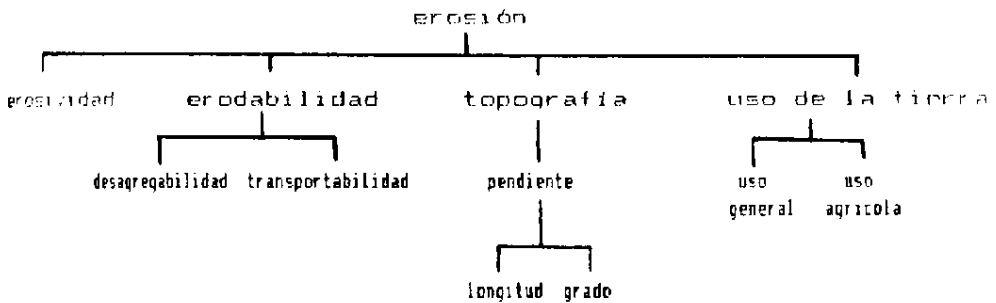 erosión
erosividad erodabilidad topografía uso de la tierra
desagregabilidad transportabilidad pendiente uso general uso agrícola
longitud grado